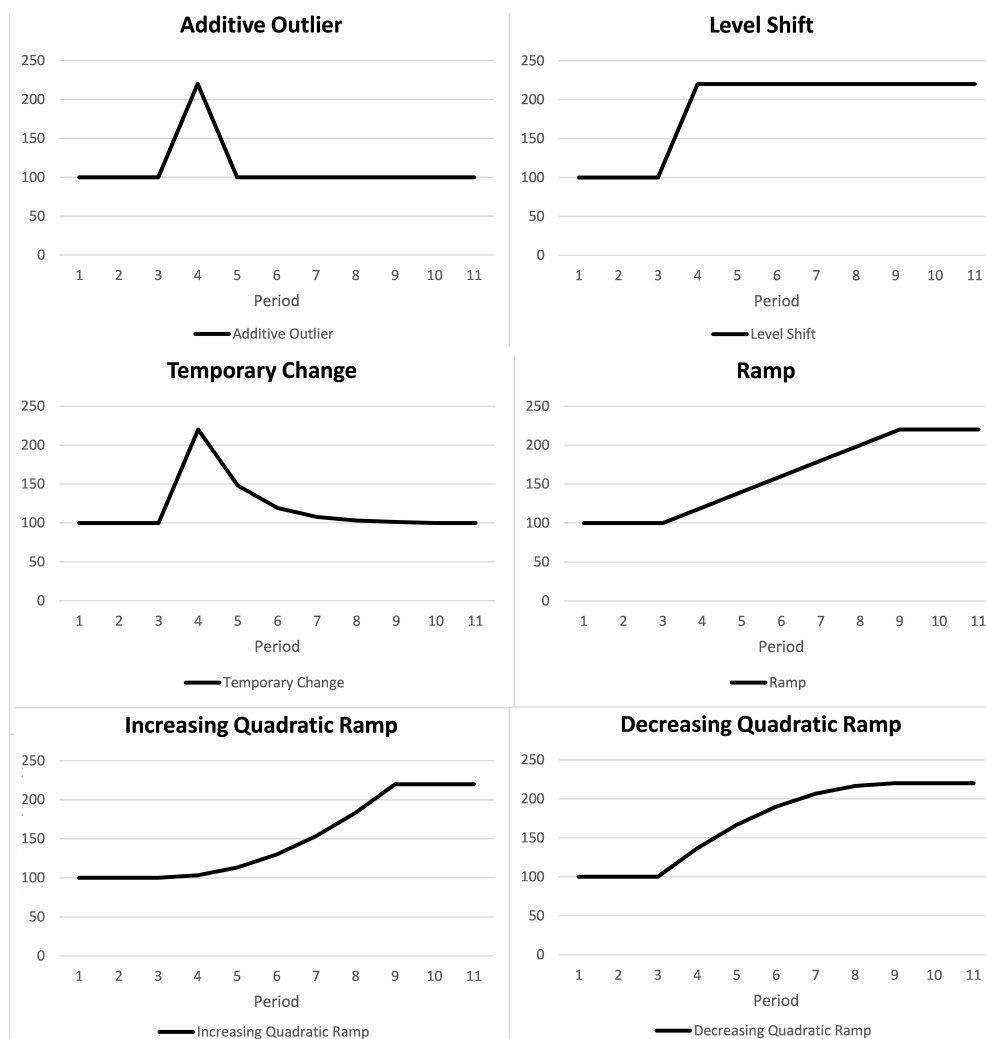 Additive Outlier
250
200
150
100
50
0
1 2 3 4 5 6 7 8 9 10 11
Period
Additive Outlier
Level Shift
250
200
150
100
50
0
1 2 3 4 5 6 7 8 9 10 11
Period
Level Shift
Temporary Change
250
200
150
100
50
0
1 2 3 4 5 6 7 8 9 10 11
Period
Temporary Change
Ramp
250
200
150
100
50
0
1 2 3 4 5 6 7 8 9 10 11
Period
Ramp
Increasing Quadratic Ramp
250
200
150
100
50
0
1 2 3 4 5 6 7 8 9 10 11
Period
Increasing Quadratic Ramp
Decreasing Quadratic Ramp
250
200
150
100
50
0
1 2 3 4 5 6 7 8 9 10 11
Period
Decreasing Quadratic Ramp